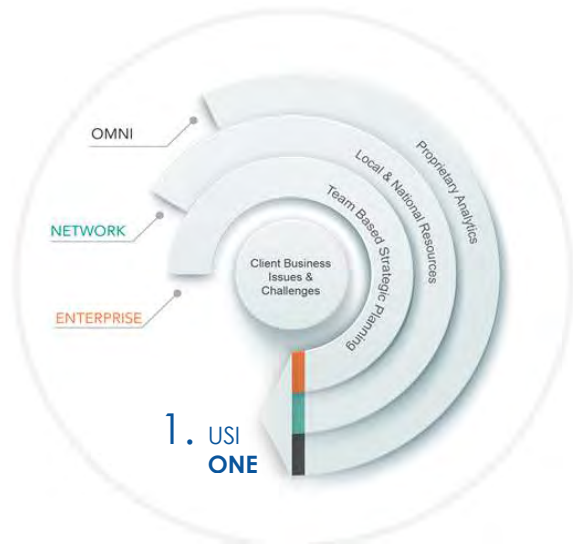 OMNI
NETWORK
ENTERPRISE
Proprietary Analytics
Local & National Resources
Team Based Strategic Planning
Client Business
Issues &
Challenges
1. USI
ONE